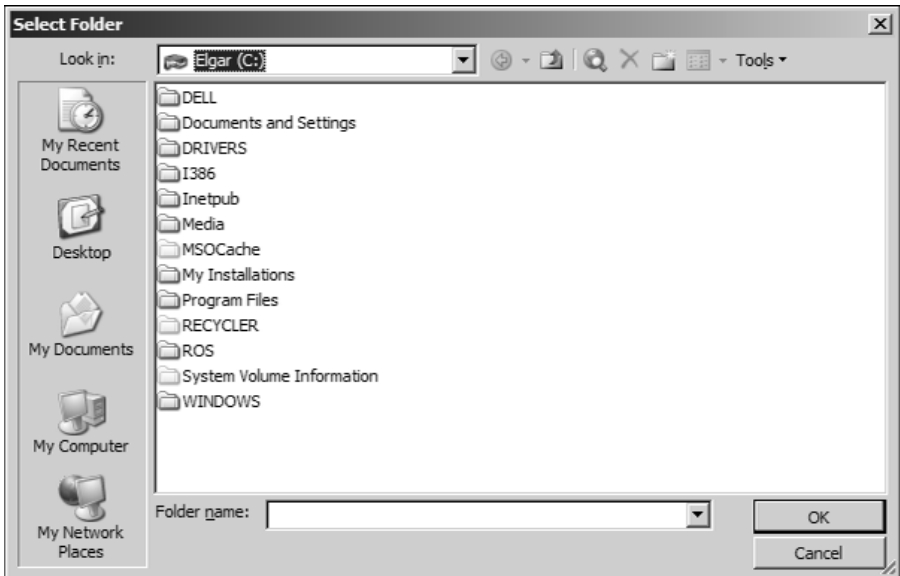 Select Folder
Look in:
Elgar (C:)
Tools
My Recent
Documents
Desktop
My Documents
My Computer
My Network
Places
DELL
Documents and Settings
DRIVERS
I386
Inetpub
Media
MSOCache
My Installations
Program Files
RECYCLER
ROS
System Volume Information
WINDOWS
Folder name:
OK
Cancel